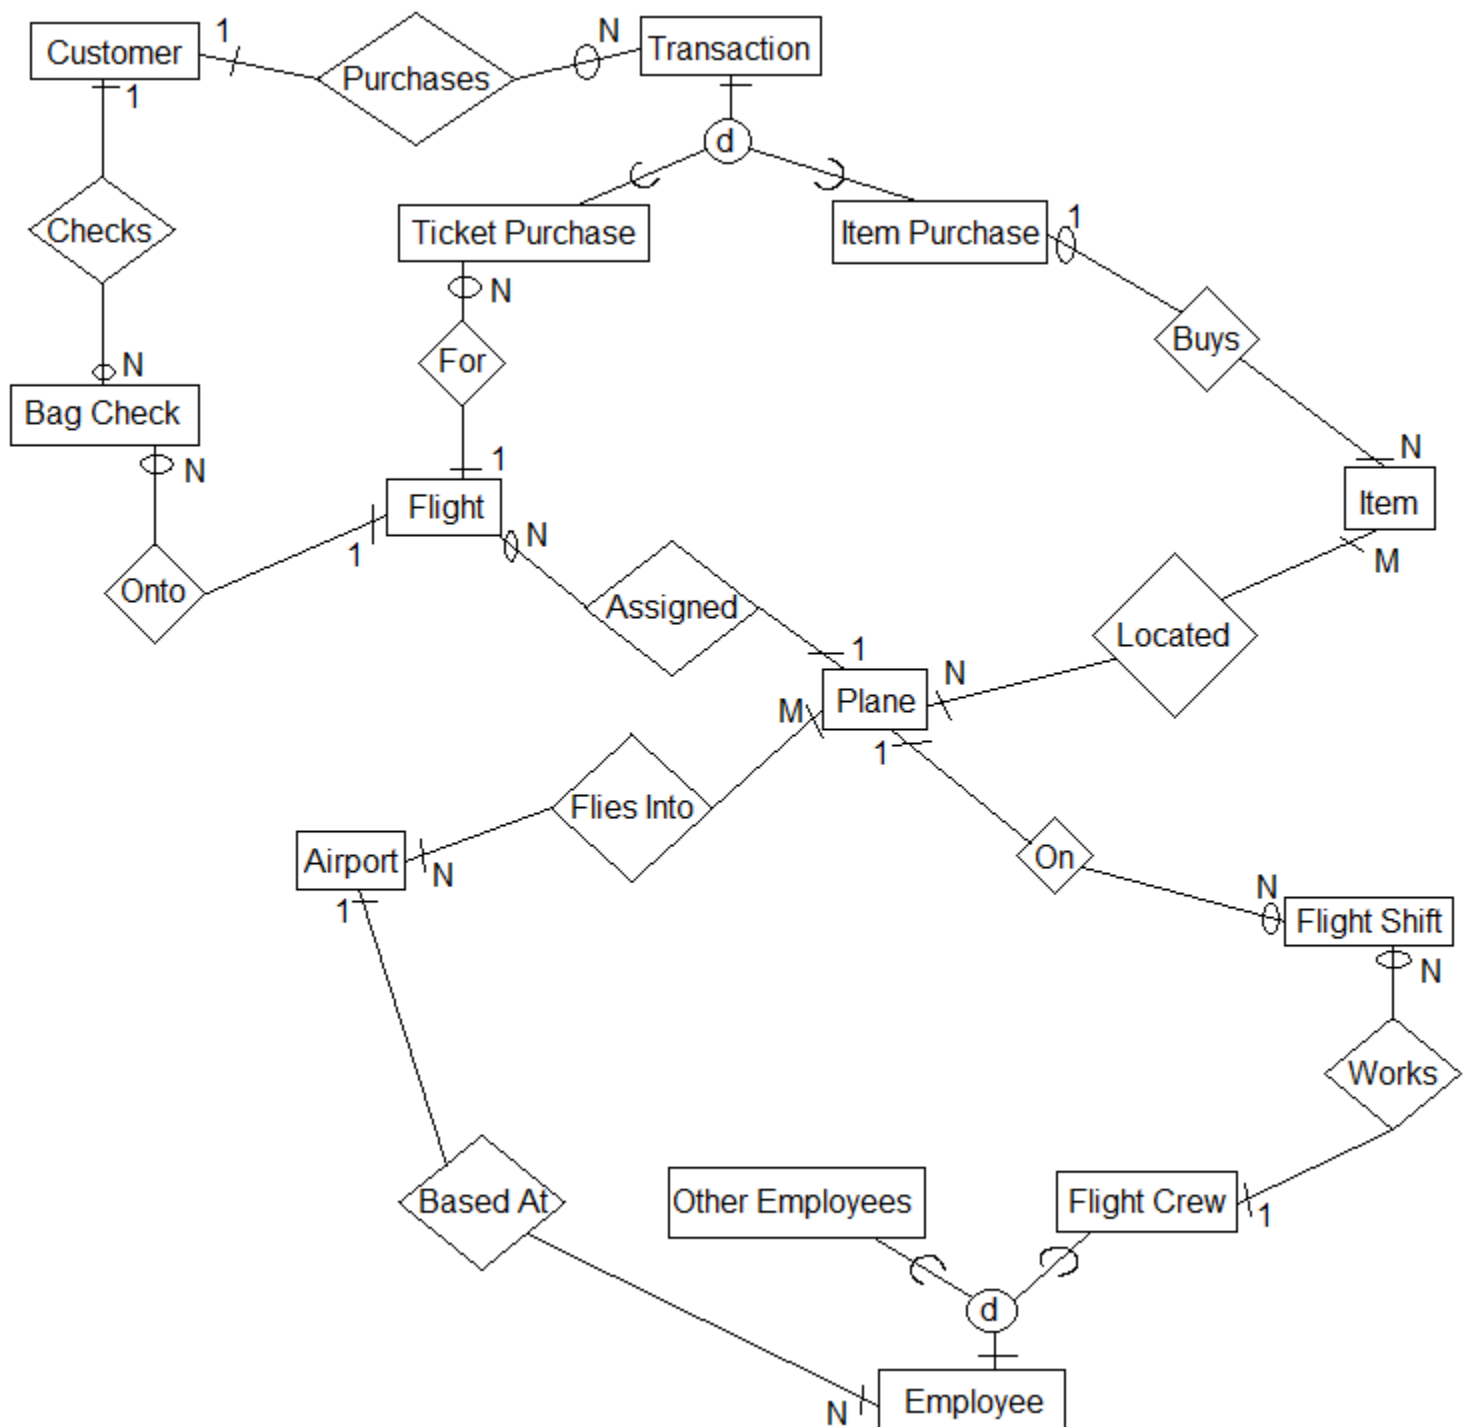 Customer
1
Purchases
N
Transaction
1
d
Checks
Ticket Purchase
Item Purchase
1
N
For
Buys
N
Bag Check
N
1
N
Flight
Item
1
N
M
Onto
Assigned
Located
1
N
Plane
M
1
Flies Into
Airport
N
On
1
N
Flight Shift
N
Works
Based At
Other Employees
Flight Crew
1
d
N
Employee